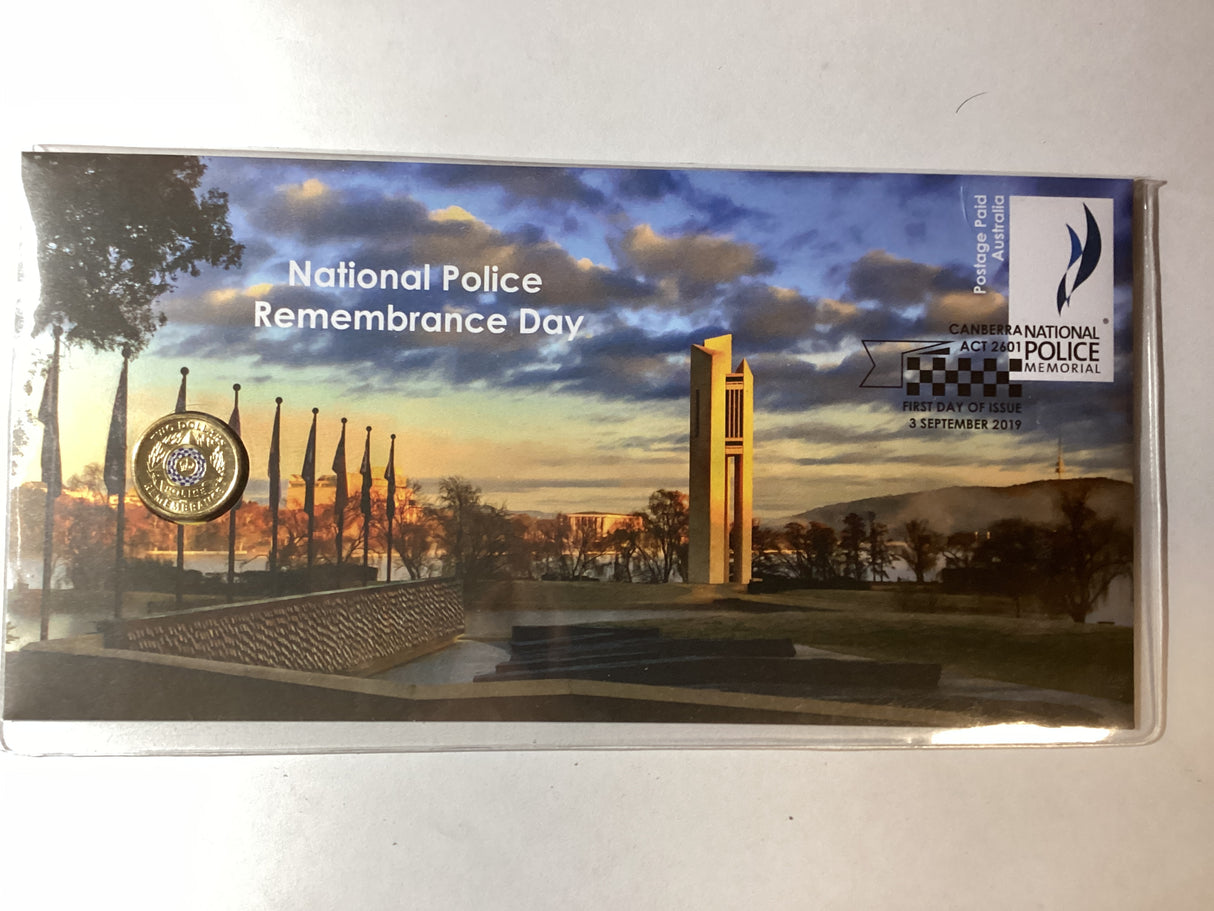 National Police
Remembrance Day
Postage Paid
Australia
CANBERRA
ACT 2601
FIRST DAY OF ISSUE
3 SEPTEMBER 2019
NATIONAL
POLICE
MEMORIAL
TWO DOLLARS
POLICE
REMEMBRANCE